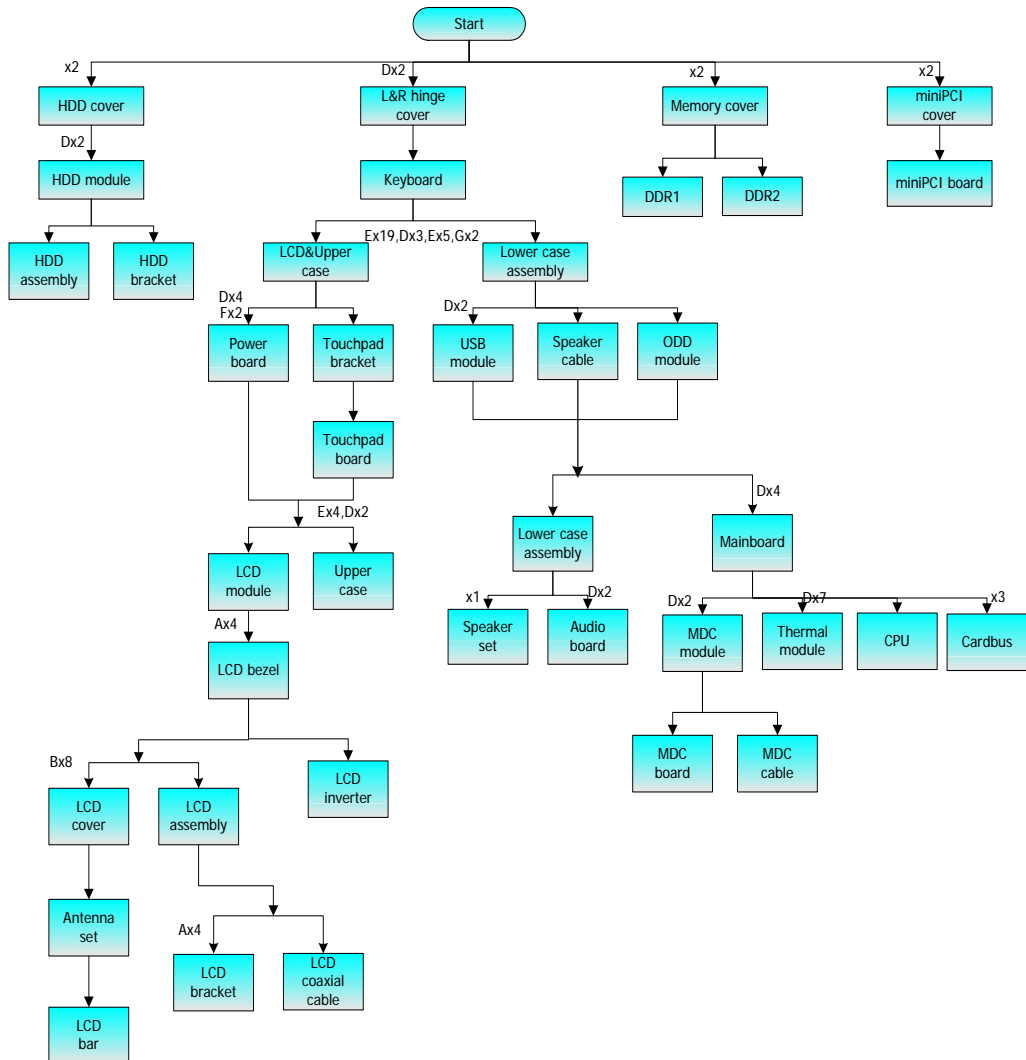 Start
x2
Dx2
x2
x2
HDD cover
L&R hinge
cover
Memory cover
miniPCI
cover
Dx2
HDD module
Keyboard
DDR1
DDR2
miniPCI board
Ex19,Dx3,Ex5,Gx2
HDD
assembly
HDD
bracket
LCD&Upper
case
Lower case
assembly
Dx4
Fx2
Dx2
Power
board
Touchpad
bracket
USB
module
Speaker
cable
ODD
module
Touchpad
board
Ex4,Dx2
Dx4
LCD
module
Upper
case
Lower case
assembly
Mainboard
Ax4
x1
Dx2
Dx2
Dx7
x3
LCD bezel
Speaker
set
Audio
board
MDC
module
Thermal
module
CPU
Cardbus
MDC
board
MDC
cable
Bx8
LCD
cover
LCD
assembly
LCD
inverter
Antenna
set
Ax4
LCD
bracket
LCD
coaxial
cable
LCD
bar